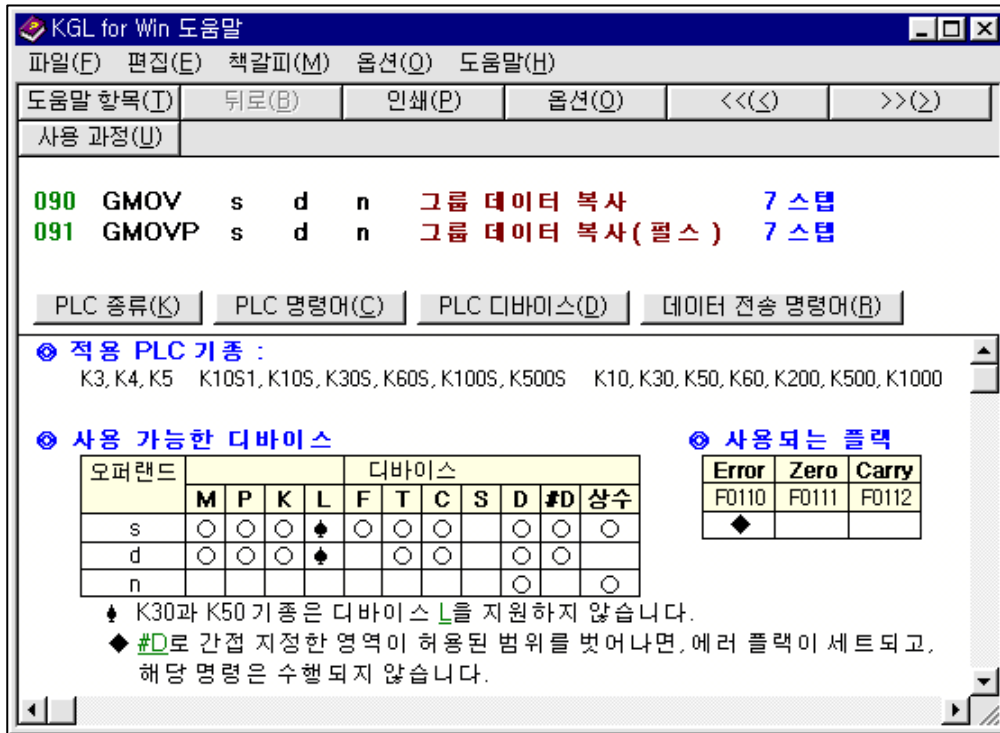 KGL for Win 도움말
파일(F) 편집(E) 책갈피(M) 옵션(O) 도움말(H)
도움말 항목(T) 뒤로(B) 인쇄(P) 옵션(O) <<(<) >>(>)
사용 과정(U)
090 GMOV s d n 그룹 데이터 복사 7 스텝
091 GMOVP s d n 그룹 데이터 복사(펄스) 7 스텝
PLC 종류(K) PLC 명령어(C) PLC 디바이스(D) 데이터 전송 명령어(R)
◎ 적용 PLC 기종 :
K3, K4, K5 K10S1, K10S, K30S, K60S, K100S, K500S K10, K30, K50, K60, K200, K500, K1000
◎ 사용 가능한 디바이스 ◎ 사용되는 플랙
오퍼랜드 디바이스 Error Zero Carry
M P K L F T C S D #D 상수 F0110 F0111 F0112
s ○ ○ ○ ♠ ○ ○ ○ ○ ○ ○ ◆
d ○ ○ ○ ♠ ○ ○ ○ ○
n ○ ○
♠ K30과 K50 기종은 디바이스 L을 지원하지 않습니다.
◆ #D로 간접 지정한 영역이 허용된 범위를 벗어나면, 에러 플랙이 세트되고,
해당 명령은 수행되지 않습니다.